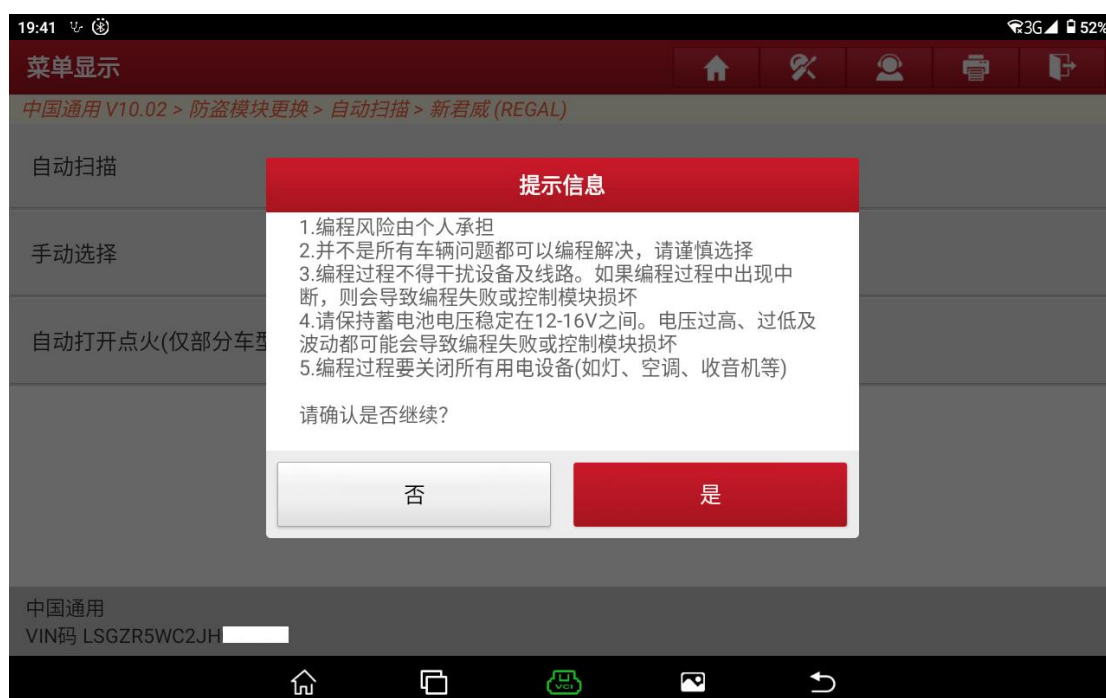 19:41
3G 52%
菜单显示
中国通用 V10.02 > 防盗模块更换 > 自动扫描 > 新君威 (REGAL)
自动扫描
提示信息
1.编程风险由个人承担
2.并不是所有车辆问题都可以编程解决，请谨慎选择
手动选择
3.编程过程不得干扰设备及线路。如果编程过程中出现中
断，则会导致编程失败或控制模块损坏
4.请保持蓄电池电压稳定在12-16V之间。电压过高、过低及
自动打开点火(仅部分车型
波动都可能会导致编程失败或控制模块损坏
5.编程过程要关闭所有用电设备(如灯、空调、收音机等)
请确认是否继续?
否
是
中国通用
VIN码 LSGZR5WC2JH
VCI